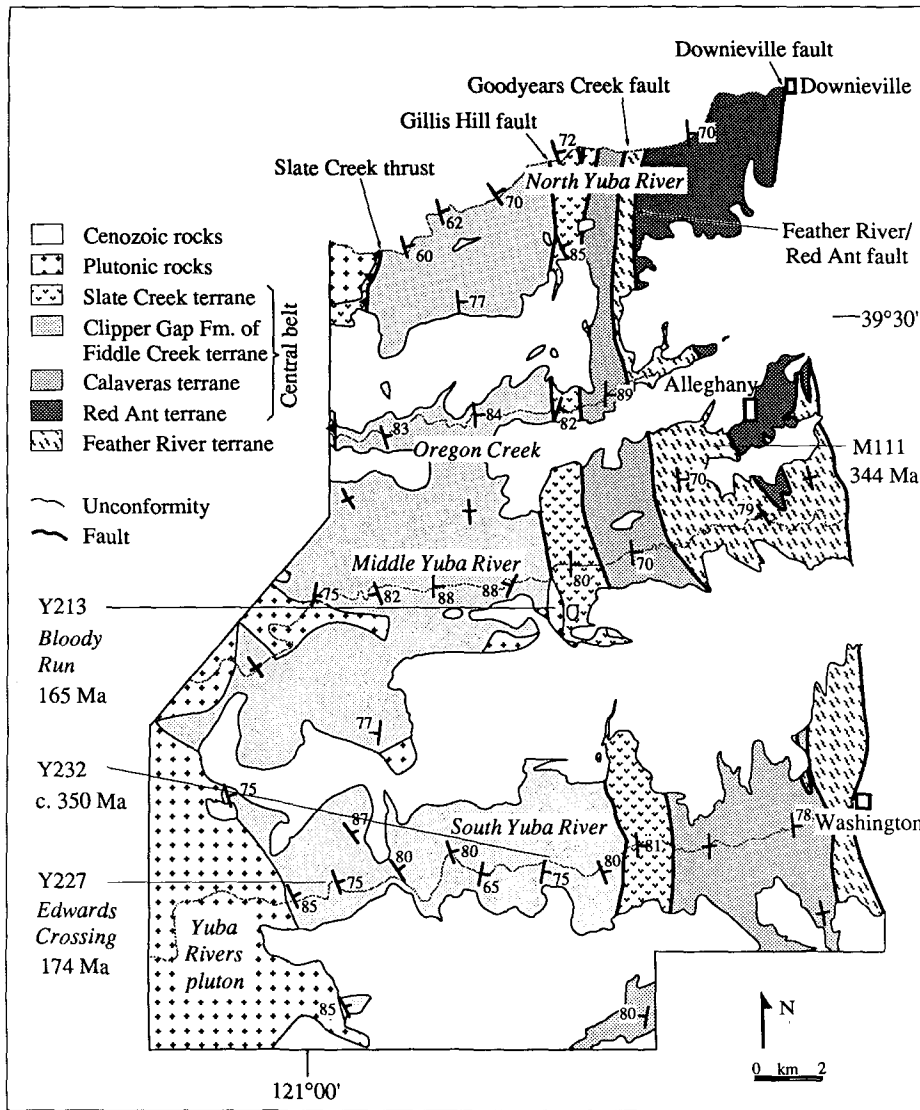 Downieville fault
Downieville
Goodyears Creek fault
Gillis Hill fault
72
70
Slate Creek thrust
North Yuba River
70
62
60
85
Feather River/
Red Ant fault
77
Cenozoic rocks
Plutonic rocks
Slate Creek terrane
Clipper Gap Fm. of
Fiddle Creek terrane
Calaveras terrane
Red Ant terrane
Feather River terrane
Central belt
Unconformity
Fault
39°30'
Alleghany
89
84
82
83
Oregon Creek
M111
344 Ma
70
79
Middle Yuba River
80
70
75
82
88
88
Y213
Bloody
Run
165 Ma
77
Y232
c. 350 Ma
75
87
South Yuba River
78
Washington
81
80
80
80
65
75
75
85
Y227
Edwards
Crossing
174 Ma
Yuba
Rivers
pluton
85
80
N
0 km 2
121°00'